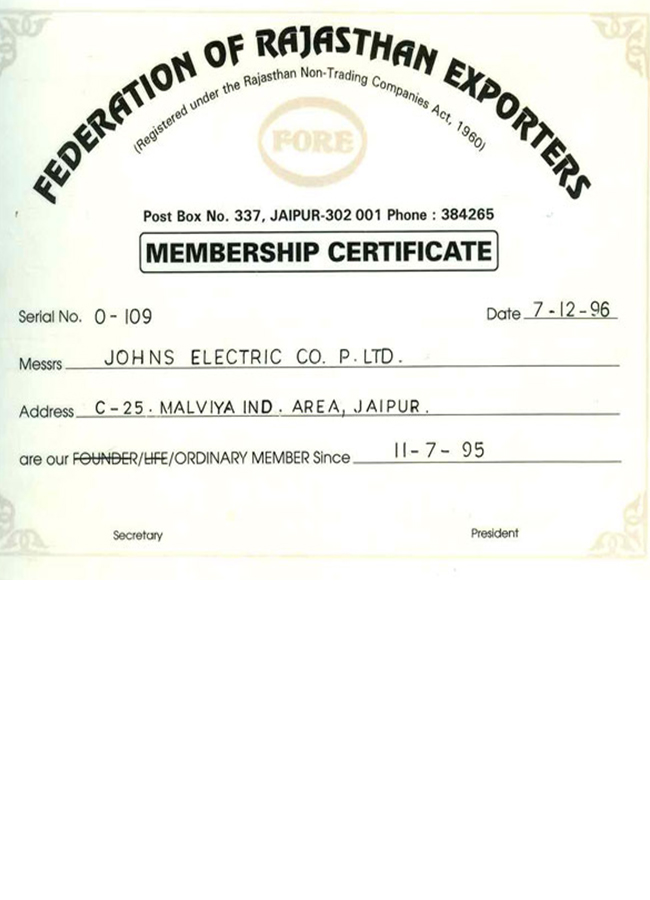 FEDERATION OF RAJASTHAN EXPORTERS
(Registered under the Rajasthan Non-Trading Companies Act, 1960)
FORE
Post Box No. 337, JAIPUR-302 001 Phone : 384265
MEMBERSHIP CERTIFICATE
Serial No. O-109 Date 7-12-96
Messrs JOHNS ELECTRIC CO. P. LTD.
Address C-25. MALVIYA IND. AREA, JAIPUR.
are our FOUNDER/LIFE/ORDINARY MEMBER Since 11-7-95
Secretary President